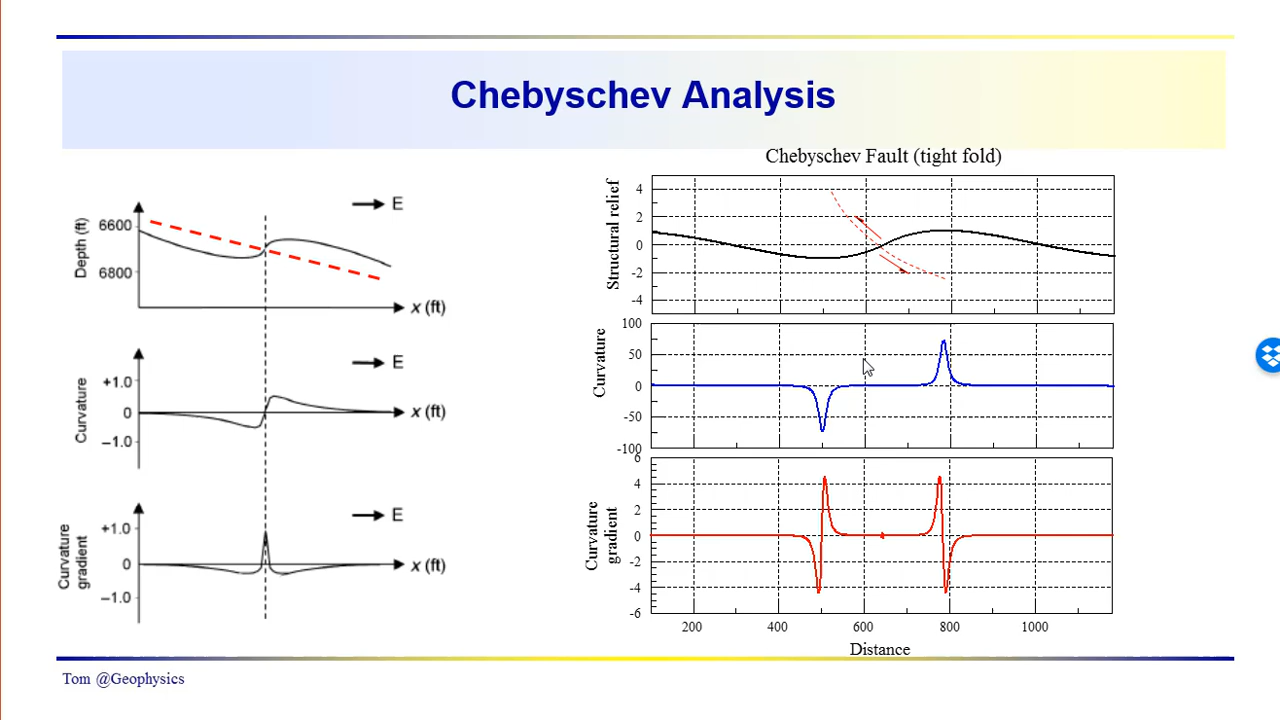 Chebyschev Analysis
E
6600
6800
Depth (ft)
x (ft)
E
+1.0
0
−1.0
Curvature
x (ft)
E
+1.0
0
−1.0
Curvature
gradient
x (ft)
Chebyschev Fault (tight fold)
Structural relief
4
2
0
-2
-4
Curvature
100
50
0
-50
-100
Curvature
gradient
6
4
2
0
-2
-4
-6
200 400 600 800 1000
Distance
Tom @Geophysics